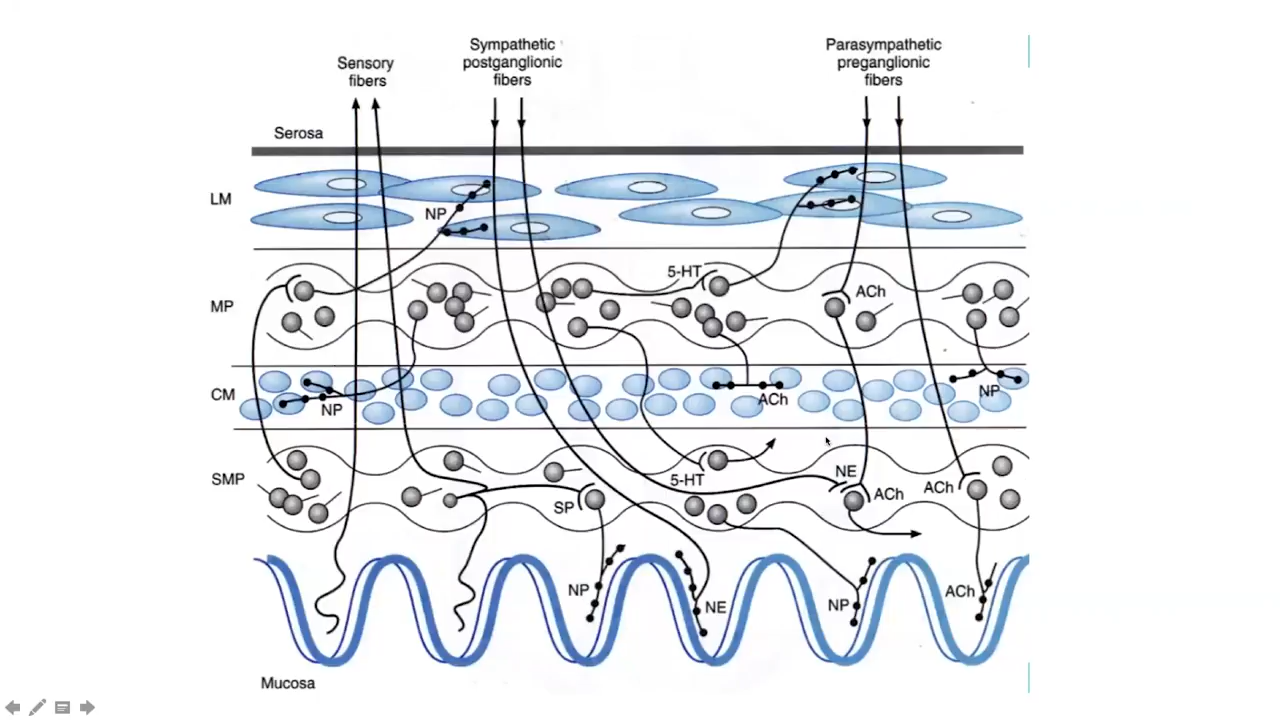 Sensory
fibers
Sympathetic
postganglionic
fibers
Parasympathetic
preganglionic
fibers
Serosa
LM
NP
MP
5-HT
ACh
CM
NP
ACh
NP
SMP
SP
5-HT
NE
ACh
ACh
NP
NE
NP
ACh
Mucosa